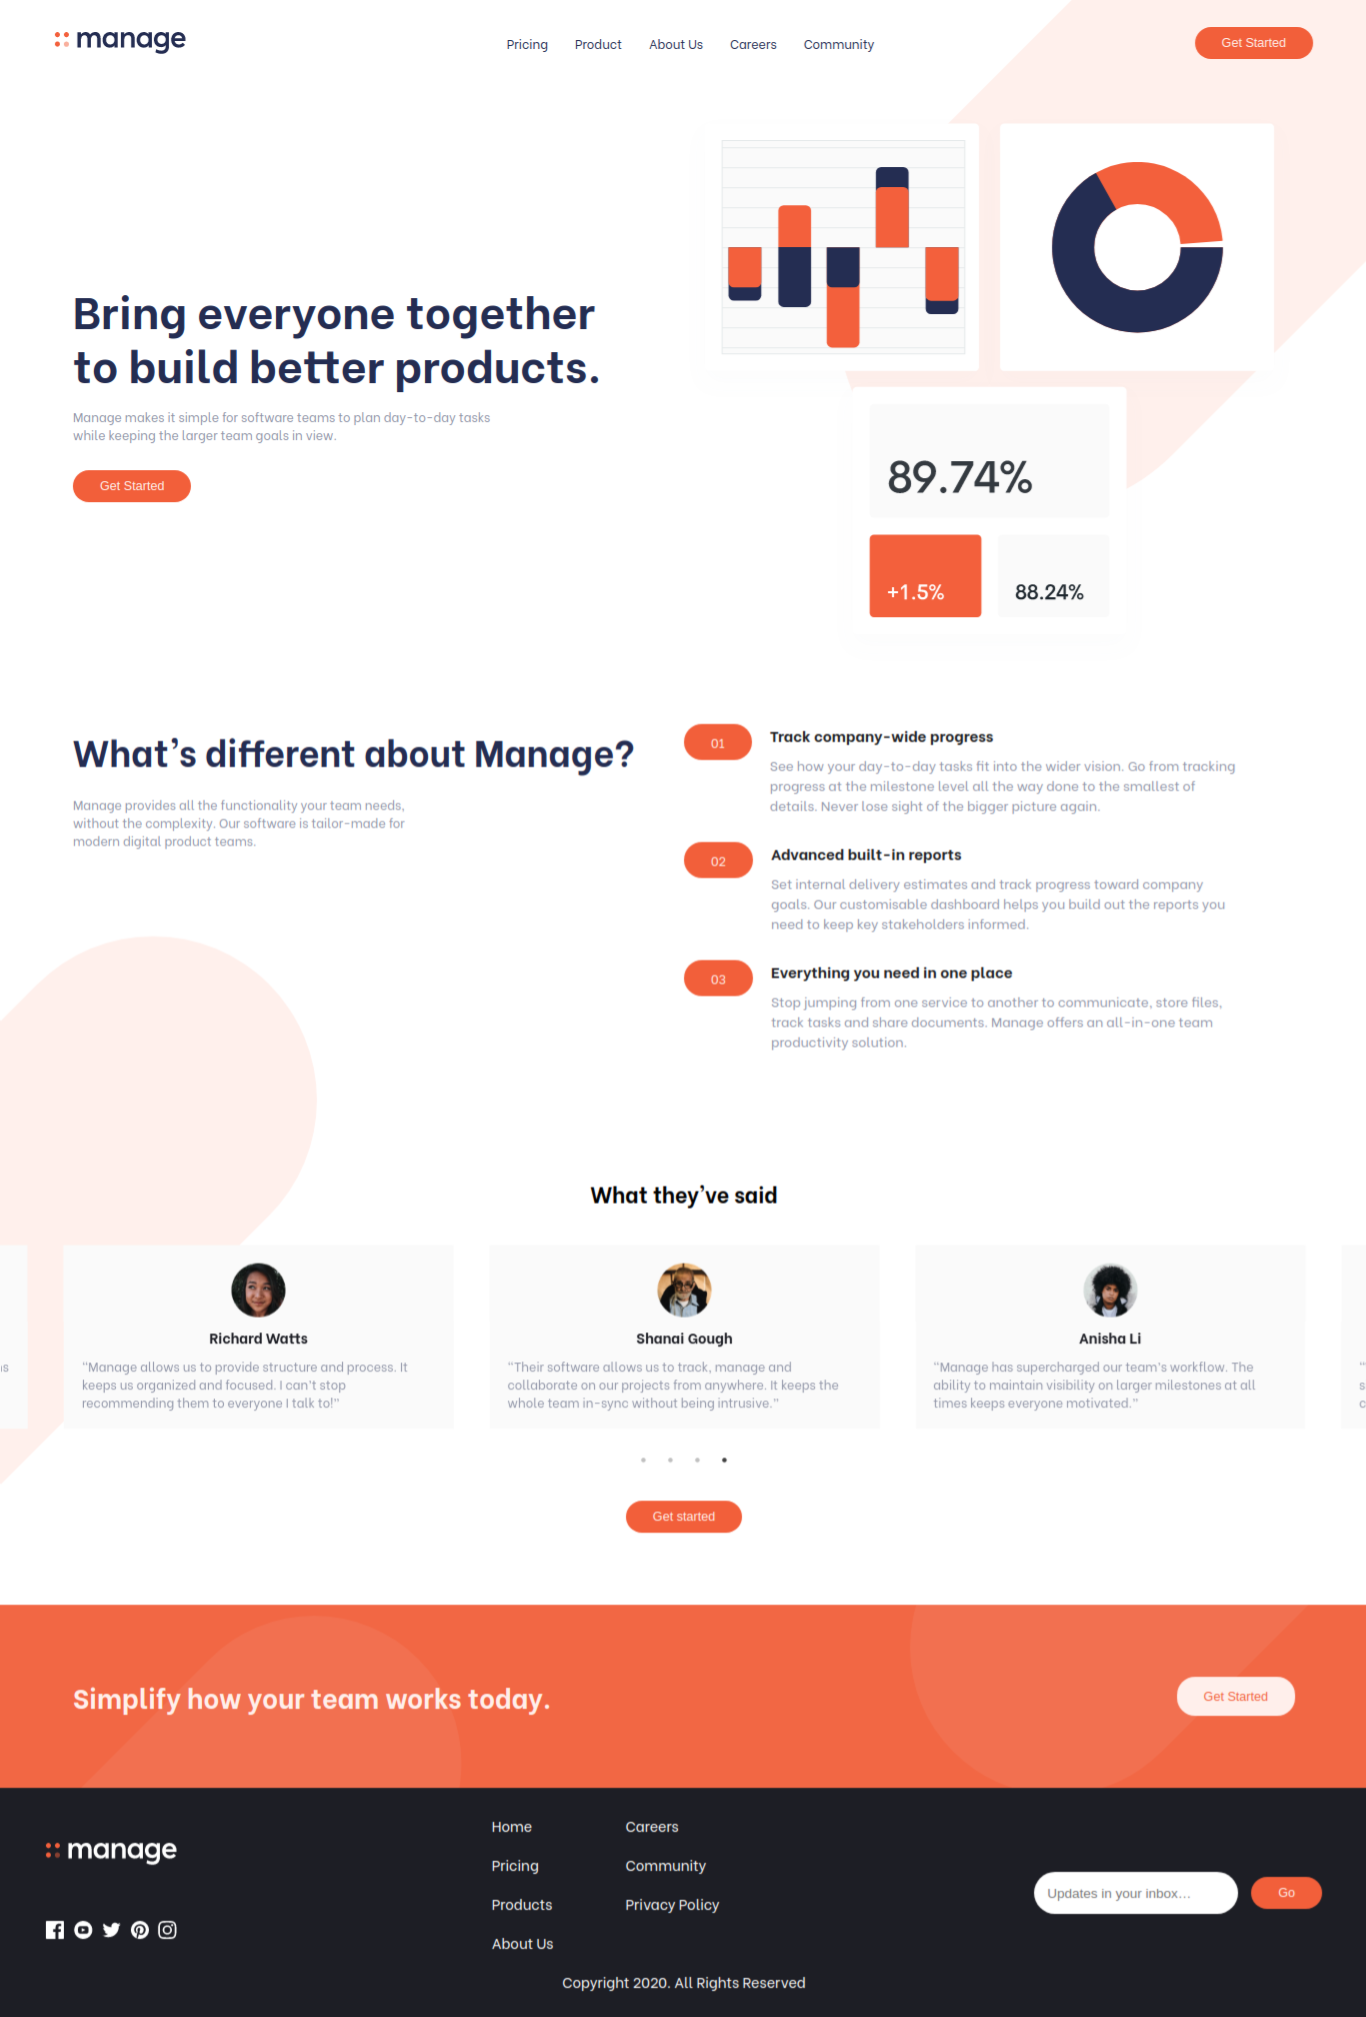 manage
Pricing
Product
About Us
Careers
Community
Get Started
Bring everyone together
to build better products.
Manage makes it simple for software teams to plan day-to-day tasks
while keeping the larger team goals in view.
Get Started
89.74%
+1.5%
88.24%
What’s different about Manage?
Manage provides all the functionality your team needs,
without the complexity. Our software is tailor-made for
modern digital product teams.
01
Track company-wide progress
See how your day-to-day tasks fit into the wider vision. Go from tracking
progress at the milestone level all the way done to the smallest of
details. Never lose sight of the bigger picture again.
02
Advanced built-in reports
Set internal delivery estimates and track progress toward company
goals. Our customisable dashboard helps you build out the reports you
need to keep key stakeholders informed.
03
Everything you need in one place
Stop jumping from one service to another to communicate, store files,
track tasks and share documents. Manage offers an all-in-one team
productivity solution.
What they’ve said
Richard Watts
“Manage allows us to provide structure and process. It
keeps us organized and focused. I can’t stop
recommending them to everyone I talk to!”
Shanai Gough
“Their software allows us to track, manage and
collaborate on our projects from anywhere. It keeps the
whole team in-sync without being intrusive.”
Anisha Li
“Manage has supercharged our team’s workflow. The
ability to maintain visibility on larger milestones at all
times keeps everyone motivated.”
Get started
Simplify how your team works today.
Get Started
manage
Home
Pricing
Products
About Us
Careers
Community
Privacy Policy
Updates in your inbox...
Go
Copyright 2020. All Rights Reserved